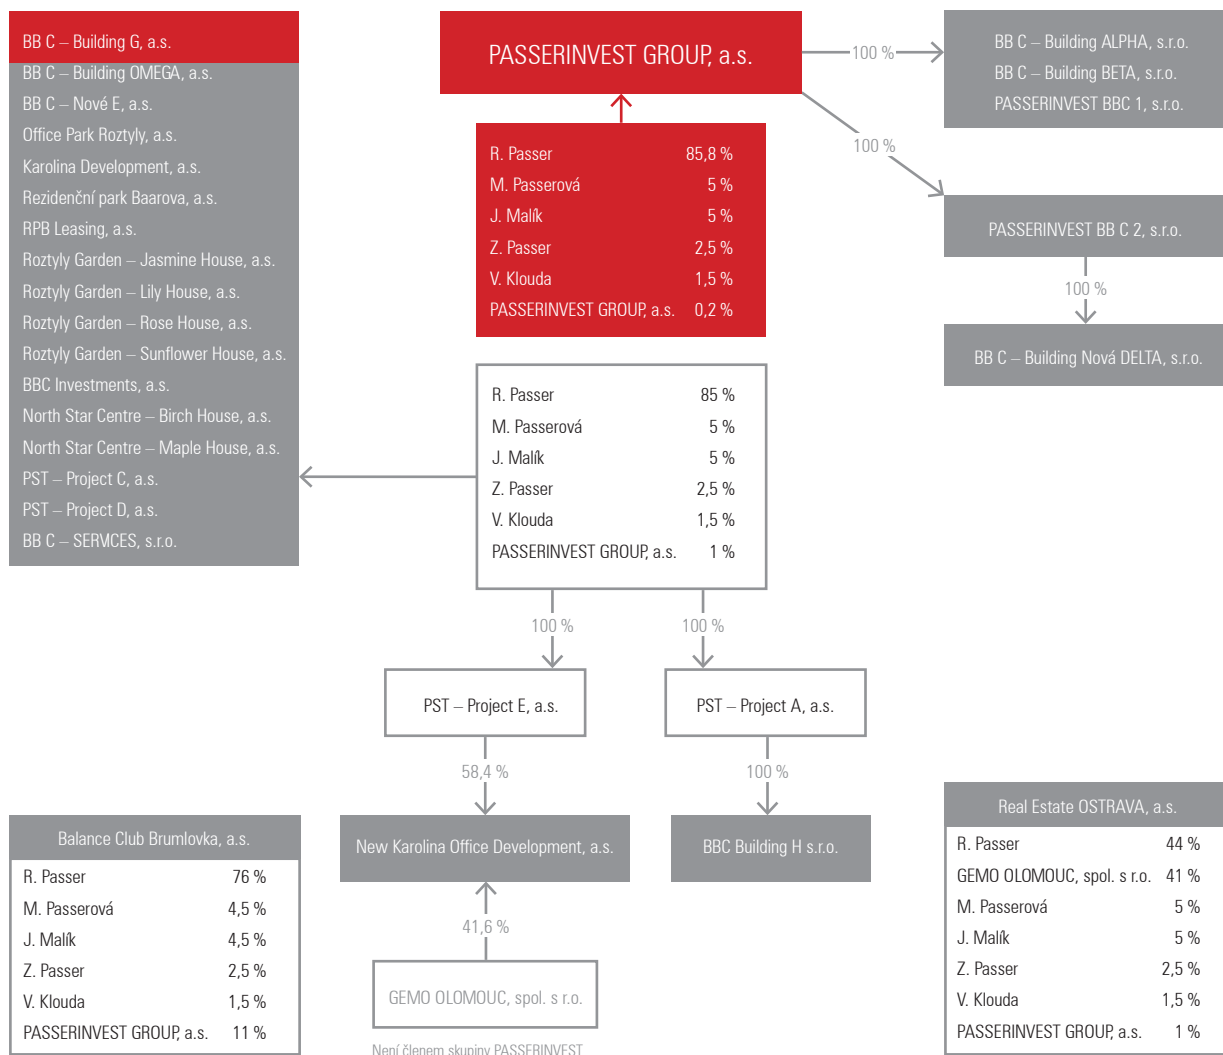 BB C – Building G, a.s.
BB C – Building OMEGA, a.s.
BB C – Nové E, a.s.
Office Park Roztyly, a.s.
Karolina Development, a.s.
Rezidenční park Baarova, a.s.
RPB Leasing, a.s.
Roztyly Garden – Jasmine House, a.s.
Roztyly Garden – Lily House, a.s.
Roztyly Garden – Rose House, a.s.
Roztyly Garden – Sunflower House, a.s.
BBC Investments, a.s.
North Star Centre – Birch House, a.s.
North Star Centre – Maple House, a.s.
PST – Project C, a.s.
PST – Project D, a.s.
BB C – SERVICES, s.r.o.
PASSERINVEST GROUP, a.s.
R. Passer 85,8 %
M. Passerová 5 %
J. Malík 5 %
Z. Passer 2,5 %
V. Klouda 1,5 %
PASSERINVEST GROUP, a.s. 0,2 %
100 %
BB C – Building ALPHA, s.r.o.
BB C – Building BETA, s.r.o.
PASSERINVEST BBC 1, s.r.o.
100 %
PASSERINVEST BB C 2, s.r.o.
100 %
BB C – Building Nová DELTA, s.r.o.
R. Passer 85 %
M. Passerová 5 %
J. Malík 5 %
Z. Passer 2,5 %
V. Klouda 1,5 %
PASSERINVEST GROUP, a.s. 1 %
100 %
100 %
PST – Project E, a.s.
PST – Project A, a.s.
58,4 %
100 %
New Karolina Office Development, a.s.
BBC Building H s.r.o.
41,6 %
GEMO OLOMOUC, spol. s r.o.
Není členem skupiny PASSERINVEST
Balance Club Brumlovka, a.s.
R. Passer 76 %
M. Passerová 4,5 %
J. Malík 4,5 %
Z. Passer 2,5 %
V. Klouda 1,5 %
PASSERINVEST GROUP, a.s. 11 %
Real Estate OSTRAVA, a.s.
R. Passer 44 %
GEMO OLOMOUC, spol. s r.o. 41 %
M. Passerová 5 %
J. Malík 5 %
Z. Passer 2,5 %
V. Klouda 1,5 %
PASSERINVEST GROUP, a.s. 1 %